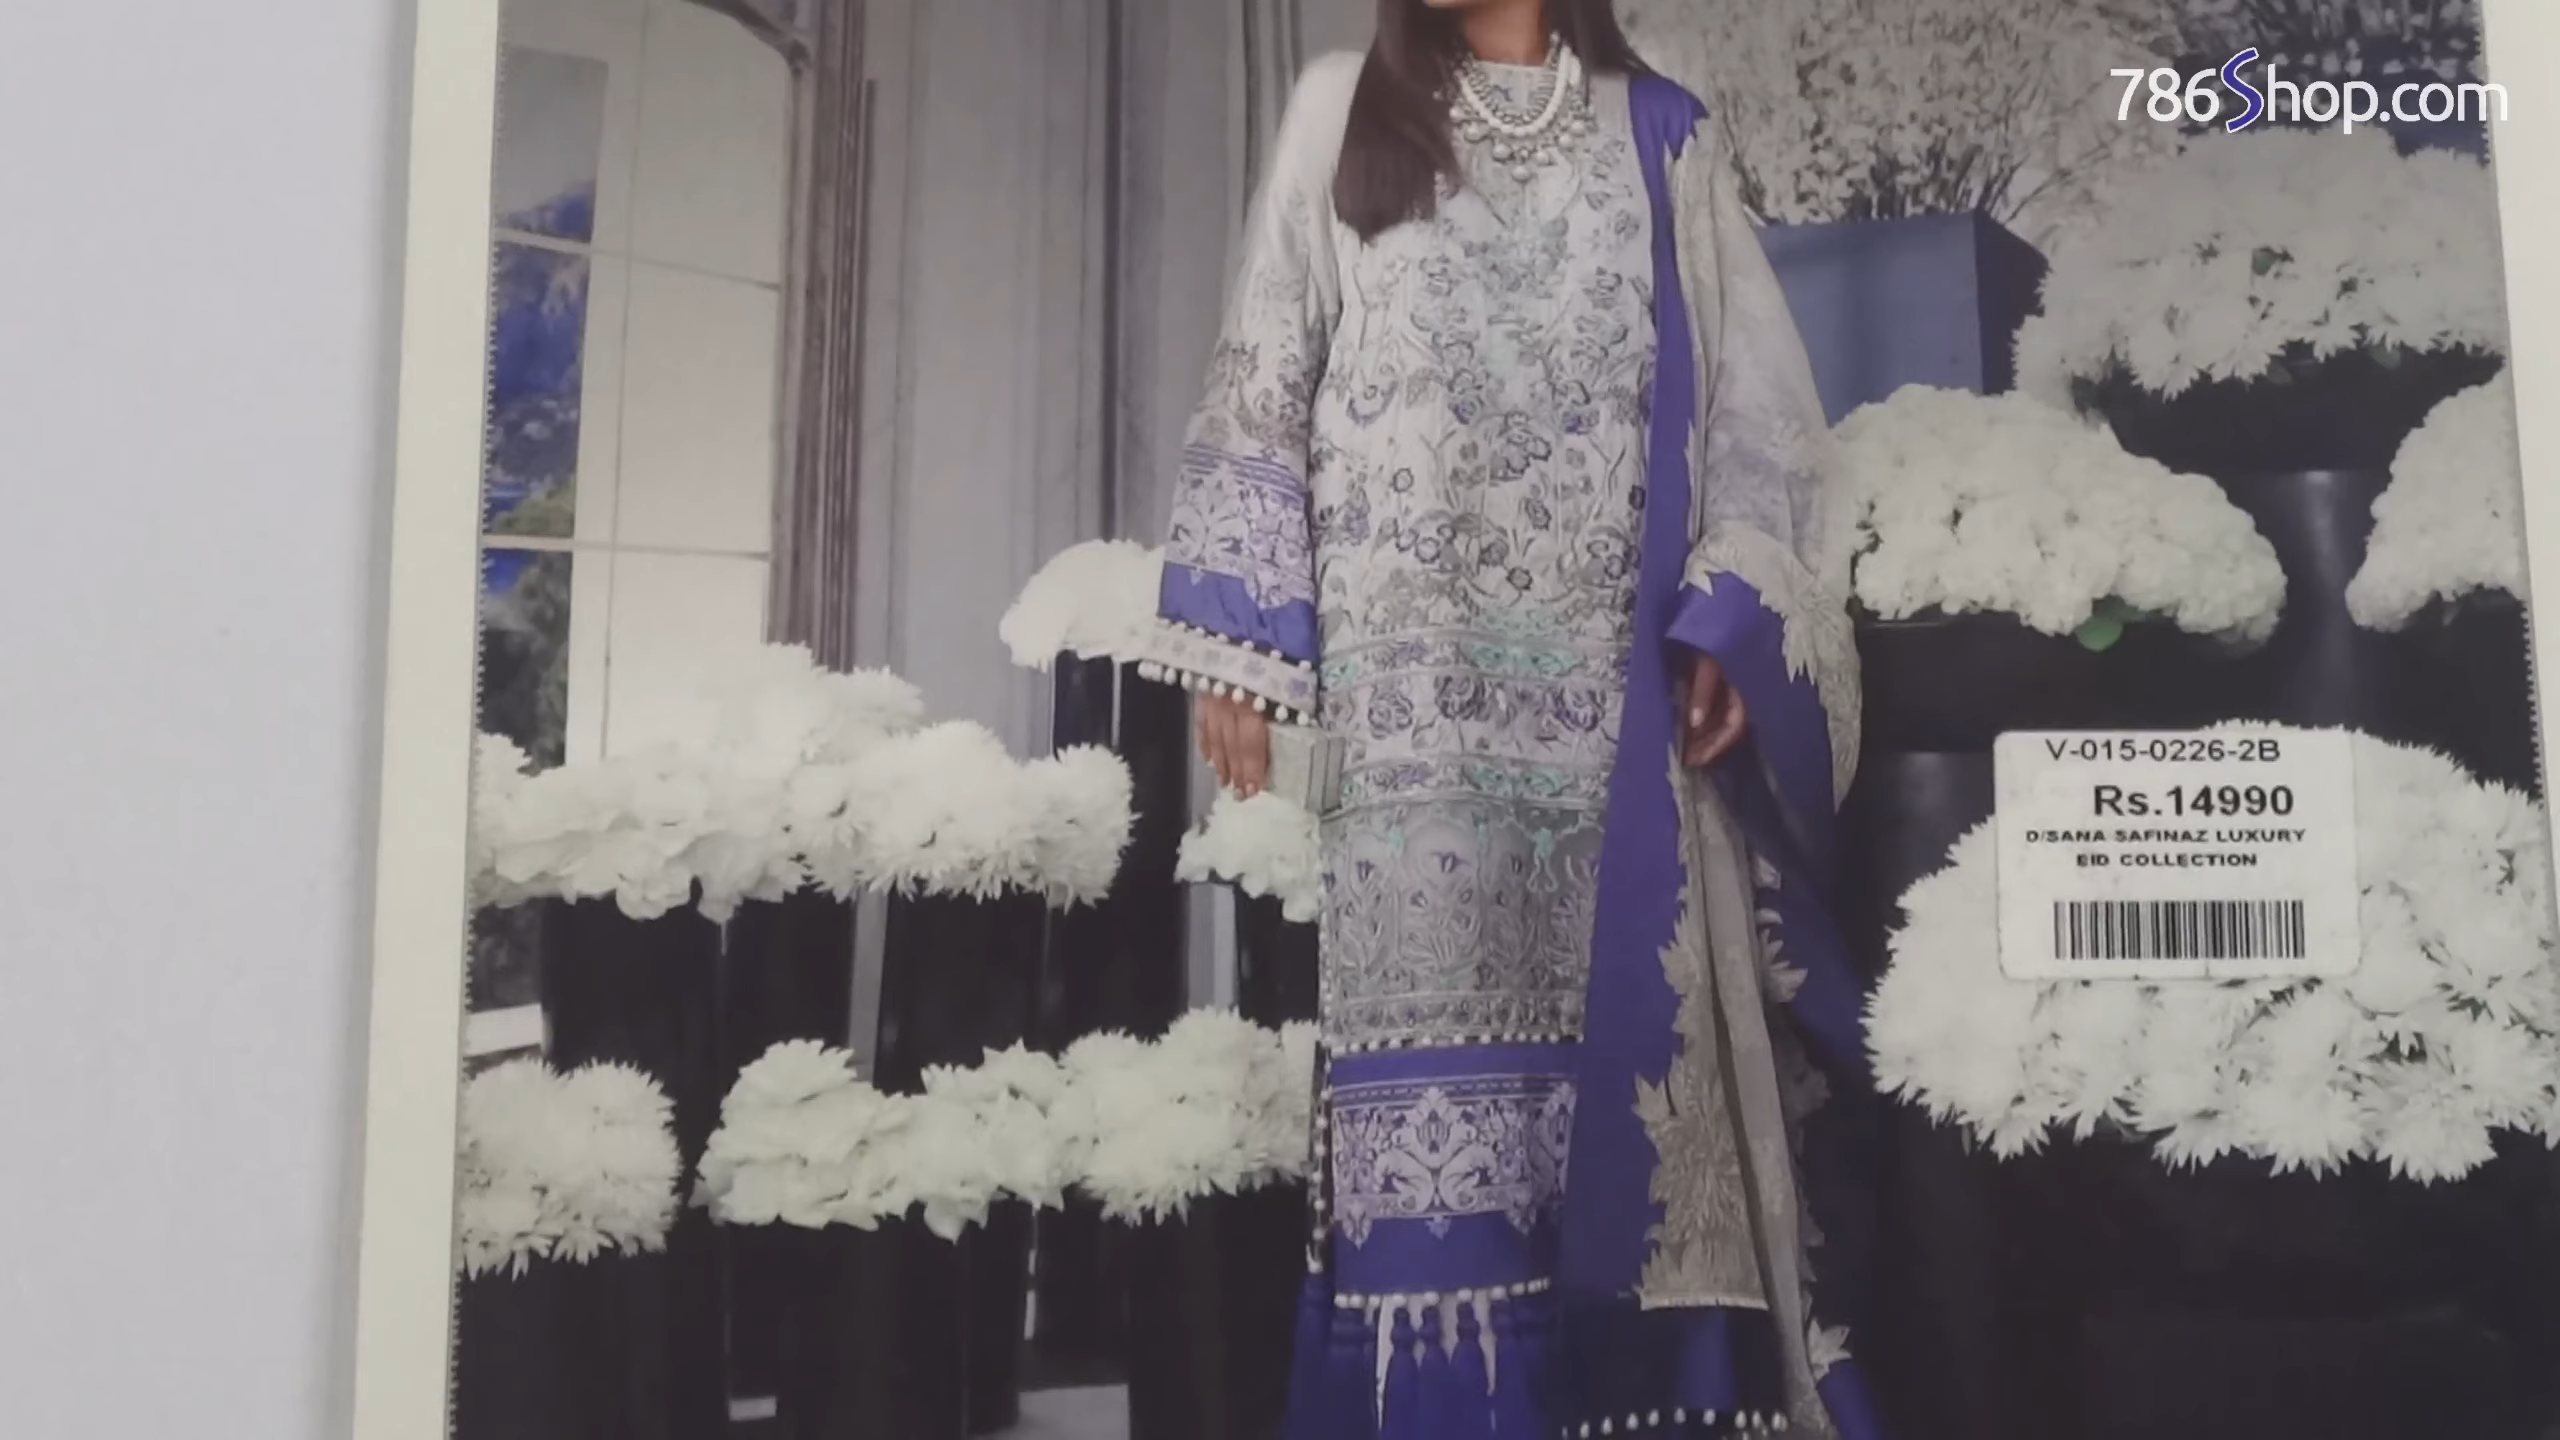 786Shop.com
V-015-0226-2B
Rs.14990
D/SANA SAFINAZ LUXURY
EID COLLECTION